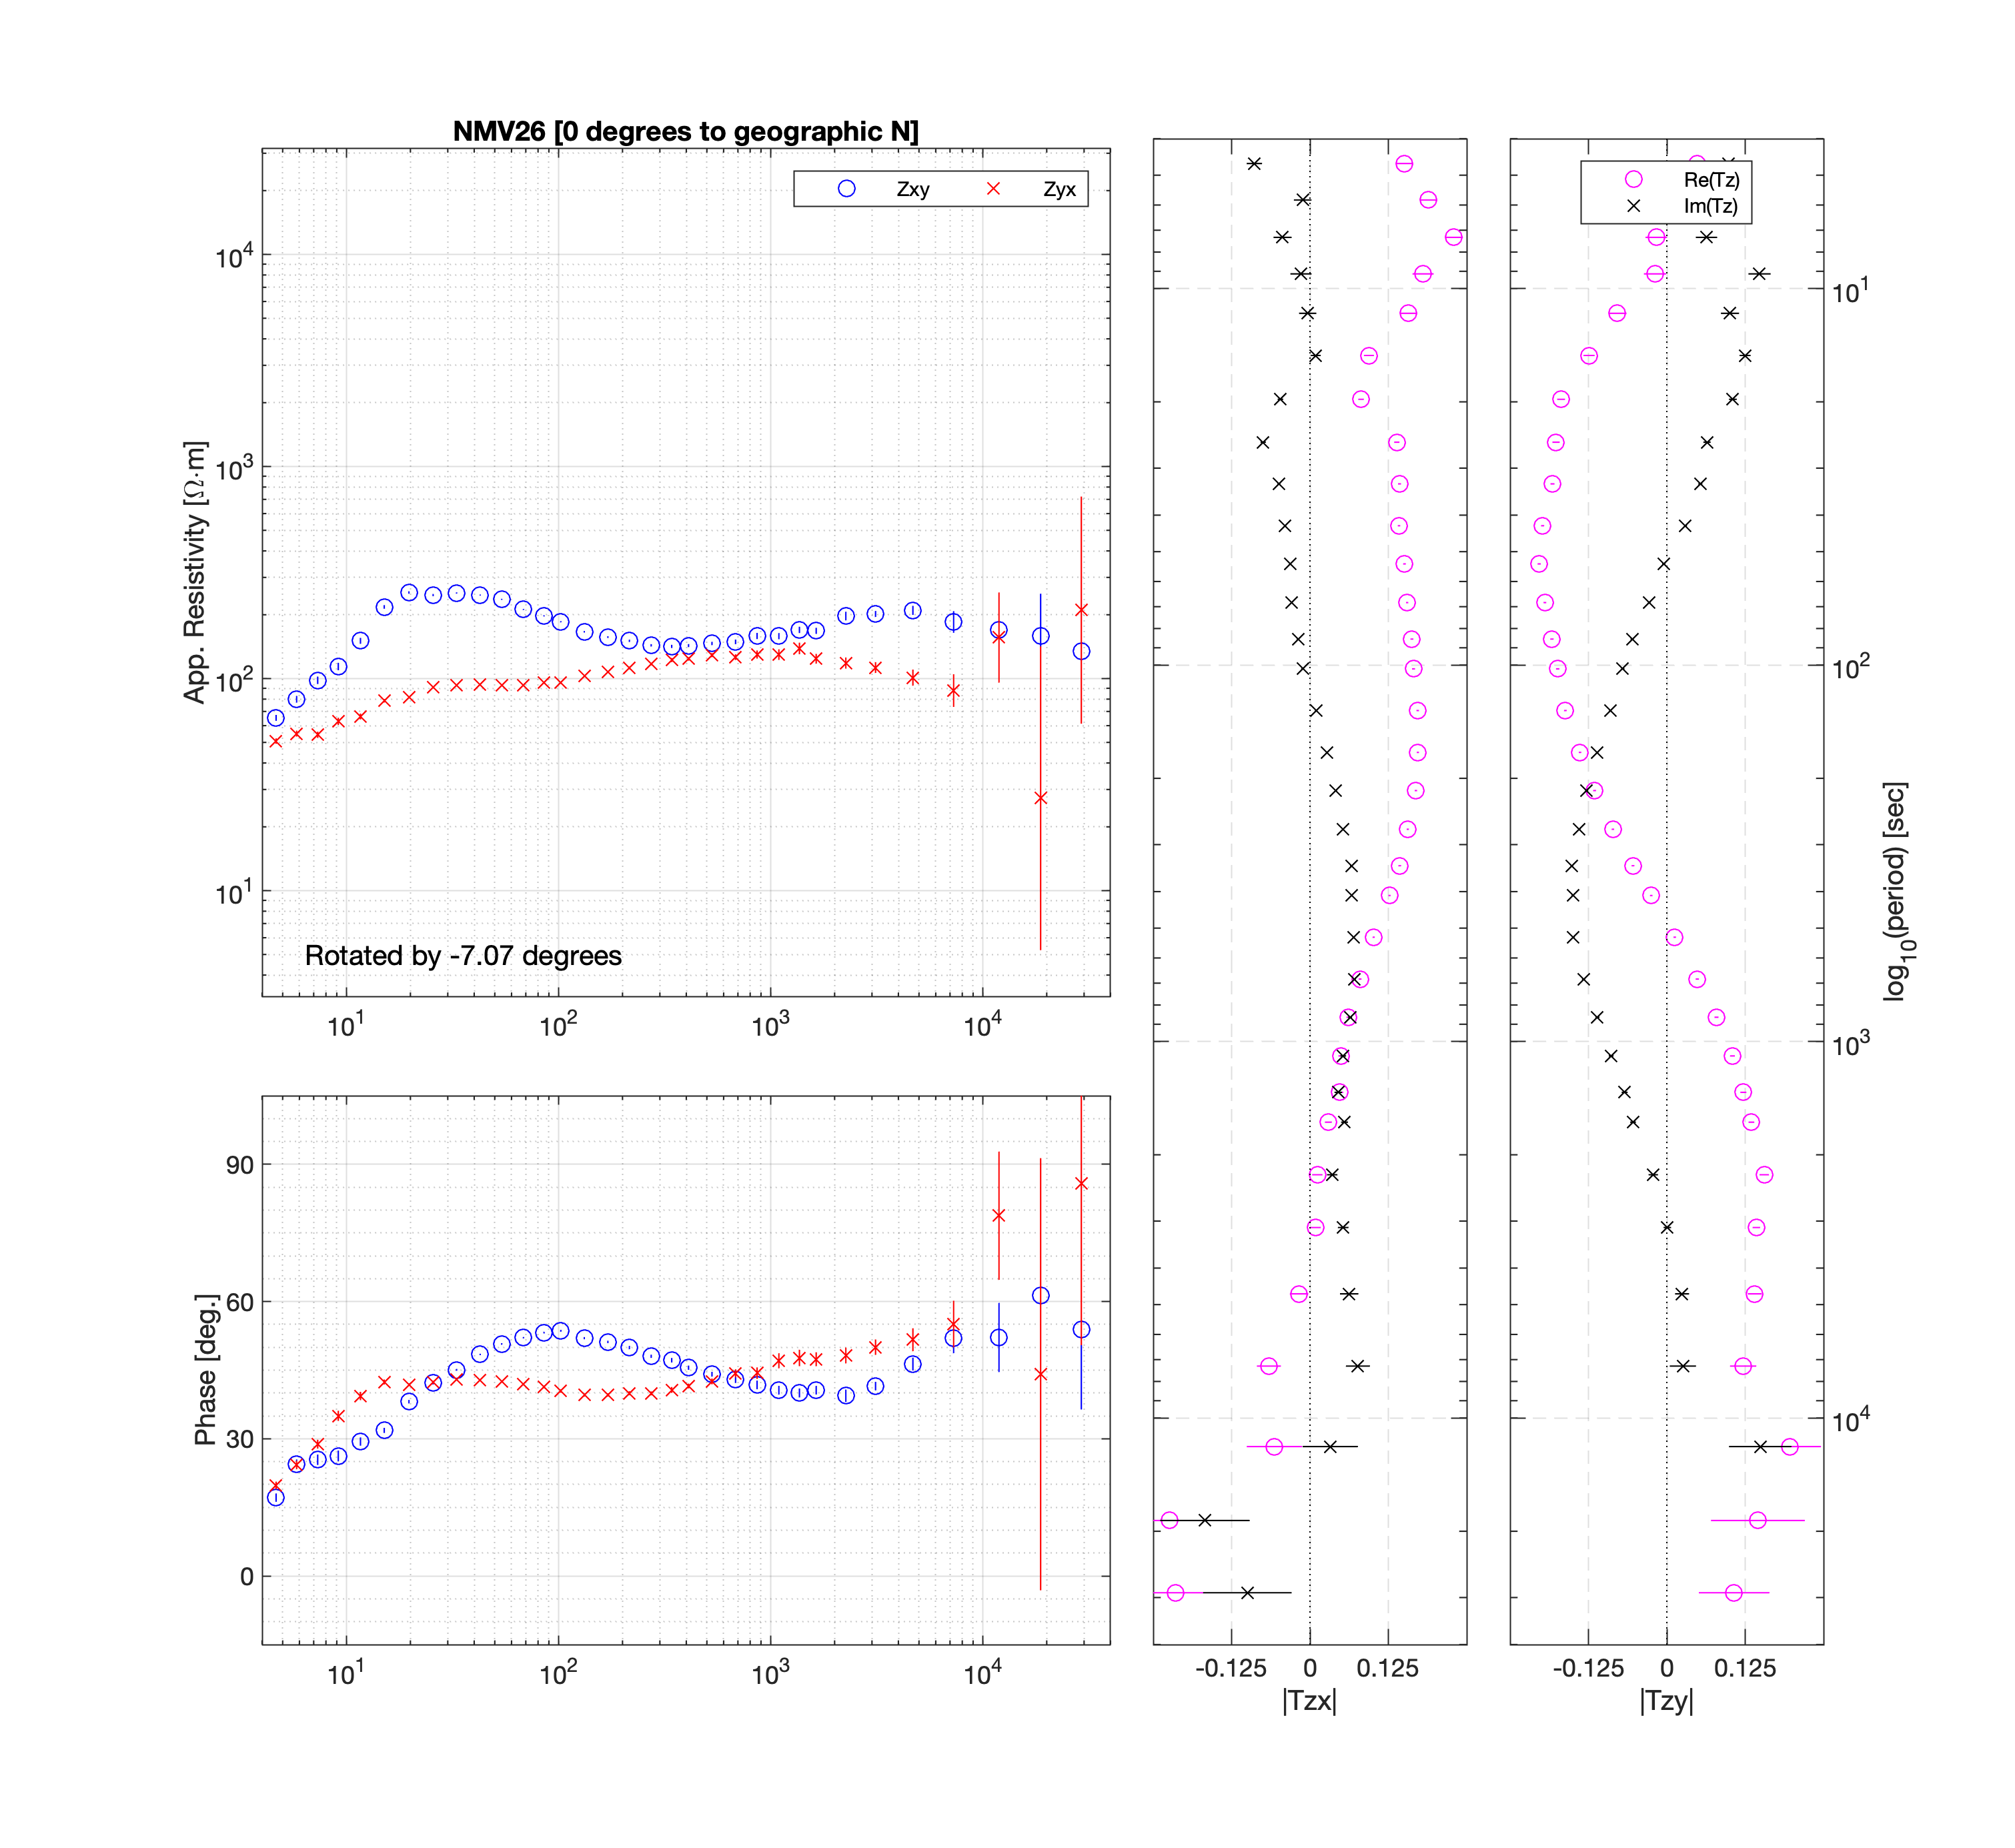 NMV26 [0 degrees to geographic N]
Zxy Zyx
App. Resistivity [Ω·m]
10^4
10^3
10^2
10^1
Rotated by -7.07 degrees
10^1 10^2 10^3 10^4
Phase [deg.]
90
60
30
0
10^1 10^2 10^3 10^4
-0.125 0 0.125
|Tzx|
Re(Tz)
Im(Tz)
10^1
10^2
10^3
10^4
log_10(period) [sec]
-0.125 0 0.125
|Tzy|